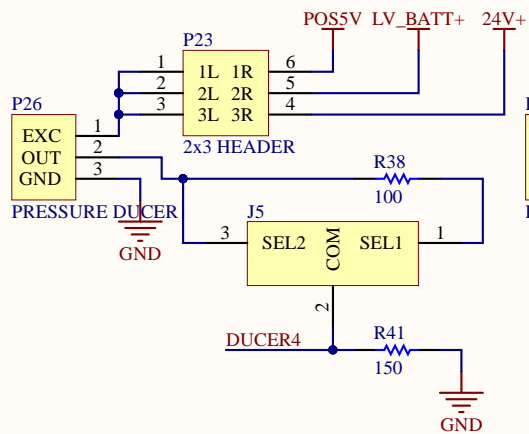 POS5V LV_BATT+ 24V+
P23
1 1L 1R 6
2 2L 2R 5
3 3L 3R 4
2x3 HEADER
P26
EXC 1
OUT 2
GND 3
PRESSURE DUCER
GND
R38
100
J5
3 SEL2 COM SEL1 1
2
DUCER4
R41
150
GND